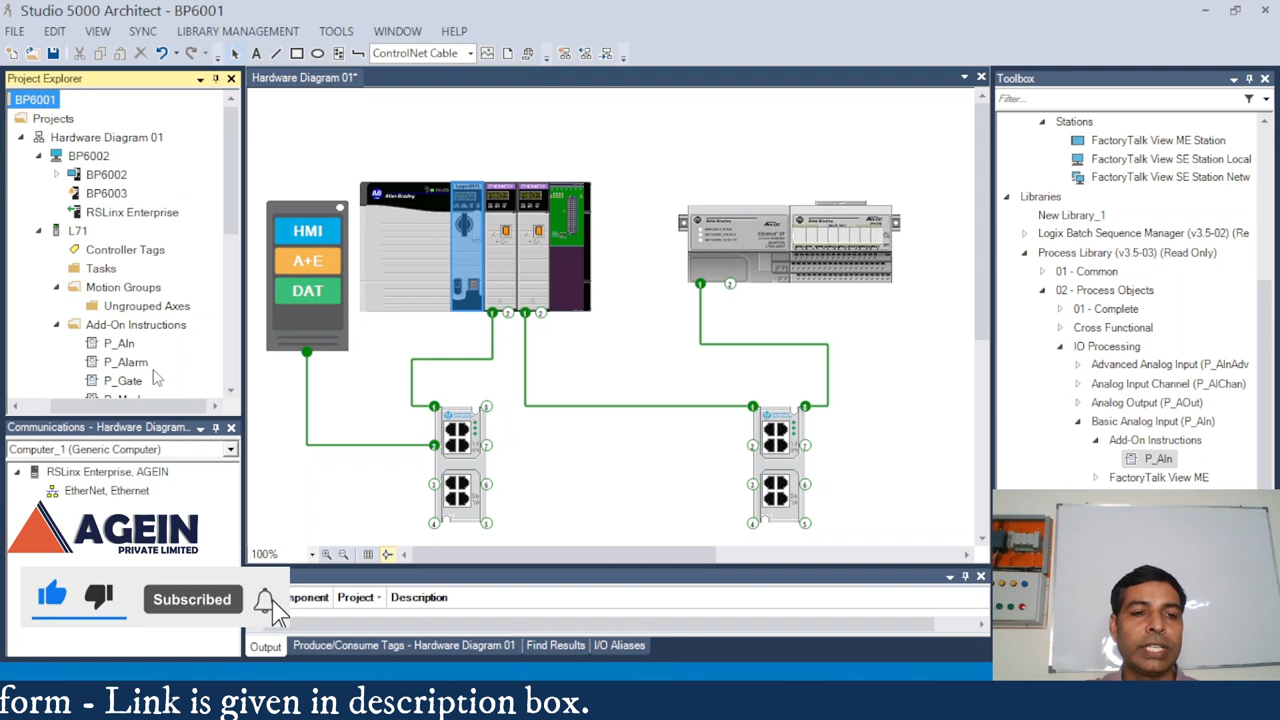 Studio 5000 Architect - BP6001
FILE EDIT VIEW SYNC LIBRARY MANAGEMENT TOOLS WINDOW HELP
ControlNet Cable
Project Explorer
BP6001
Projects
Hardware Diagram 01
BP6002
BP6002
BP6003
RSLinx Enterprise
L71
Controller Tags
Tasks
Motion Groups
Ungrouped Axes
Add-On Instructions
P_AIn
P_Alarm
P_Gate
Communications - Hardware Diagram...
Computer_1 (Generic Computer)
RSLinx Enterprise, AGEIN
EtherNet, Ethernet
AGEIN
PRIVATE LIMITED
Subscribed
Hardware Diagram 01*
HMI
A+E
DAT
100%
ponent Project Description
Output Produce/Consume Tags - Hardware Diagram 01 Find Results I/O Aliases
Toolbox
Filter...
Stations
FactoryTalk View ME Station
FactoryTalk View SE Station Local
FactoryTalk View SE Station Netw
Libraries
New Library_1
Logix Batch Sequence Manager (v3.5-02) (Re
Process Library (v3.5-03) (Read Only)
01 - Common
02 - Process Objects
01 - Complete
Cross Functional
IO Processing
Advanced Analog Input (P_AInAdv
Analog Input Channel (P_AIChan)
Analog Output (P_AOut)
Basic Analog Input (P_AIn)
Add-On Instructions
P_AIn
FactoryTalk View ME
form - Link is given in description box.